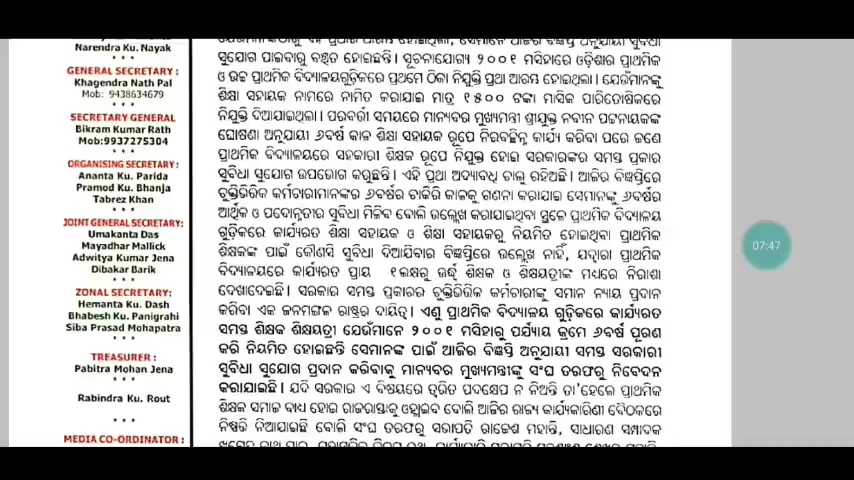 Narendra Ku. Nayak
* * *
GENERAL SECRETARY :
Khagendra Nath Pal
Mob: 9438634679
* * *
SECRETARY GENERAL
Bikram Kumar Rath
Mob:9937275304
* * *
ORGANISING SECRETARY:
Ananta Ku. Parida
Pramod Ku. Bhanja
Tabrez Khan
* * *
JOINT GENERAL SECRETARY:
Umakanta Das
Mayadhar Mallick
Adwitya Kumar Jena
Dibakar Barik
* * *
ZONAL SECRETARY:
Hemanta Ku. Dash
Bhabesh Ku. Panigrahi
Siba Prasad Mohapatra
* * *
TREASURER :
Pabitra Mohan Jena
* * *
Rabindra Ku. Rout
* * *
MEDIA CO-ORDINATOR :
ସୁଯୋଗ ପାଇବାରୁ ବଞ୍ଚିତ ହୋଇଛନ୍ତି। ସୂଚନାଯୋଗ୍ୟ ୨୦୦୧ ମସିହାରେ ଓଡ଼ିଶାର ପ୍ରାଥମିକ
ଓ ଉଚ୍ଚ ପ୍ରାଥମିକ ବିଦ୍ୟାଳୟଗୁଡ଼ିକରେ ପ୍ରଥମେ ଠିକା ନିଯୁକ୍ତି ପ୍ରଥା ଆରମ୍ଭ ହୋଇଥିଲା। ଯେଉଁମାନଙ୍କୁ
ଶିକ୍ଷା ସହାୟକ ନାମରେ ନାମିତ କରାଯାଇ ମାତ୍ର ୧୫୦୦ ଟଙ୍କା ମାସିକ ପାରିତୋଷିକରେ
ନିଯୁକ୍ତି ଦିଆଯାଇଥିଲା। ପରବର୍ତ୍ତୀ ସମୟରେ ମାନ୍ୟବର ମୁଖ୍ୟମନ୍ତ୍ରୀ ଶ୍ରୀଯୁକ୍ତ ନବୀନ ପଟ୍ଟନାୟକଙ୍କ
ଘୋଷଣା ଅନୁଯାୟୀ ୬ବର୍ଷ କାଳ ଶିକ୍ଷା ସହାୟକ ରୂପେ ନିରବଛିନ୍ନ କାର୍ଯ୍ୟ କରିବା ପରେ ଜଣେ
ପ୍ରାଥମିକ ବିଦ୍ୟାଳୟରେ ସହକାରୀ ଶିକ୍ଷକ ରୂପେ ନିଯୁକ୍ତ ହୋଇ ସରକାରଙ୍କର ସମସ୍ତ ପ୍ରକାର
ସୁବିଧା ସୁଯୋଗ ଉପଭୋଗ କରୁଛନ୍ତି। ଏହି ପ୍ରଥା ଅଦ୍ୟାବଧି ଚାଲୁ ରହିଅଛି। ଆଜିର ବିଜ୍ଞପ୍ତିରେ
ଚୁକ୍ତିଭିତ୍ତିକ କର୍ମଚାରୀମାନଙ୍କର ୬ବର୍ଷର ଚାକିରି କାଳକୁ ଗଣନା କରାଯାଇ ସେମାନଙ୍କୁ ୬ବର୍ଷର
ଆର୍ଥିକ ଓ ପଦୋନ୍ନତୀର ସୁବିଧା ମିଳିବ ବୋଲି ଉଲ୍ଲେଖ କରାଯାଇଥିବା ସ୍ଥଳେ ପ୍ରାଥମିକ ବିଦ୍ୟାଳୟ
ଗୁଡ଼ିକରେ କାର୍ଯ୍ୟରତ ଶିକ୍ଷା ସହାୟକ ଓ ଶିକ୍ଷା ସହାୟକରୁ ନିୟମିତ ହୋଇଥିବା ପ୍ରାଥମିକ
ଶିକ୍ଷକଙ୍କ ପାଇଁ କୌଣସି ସୁବିଧା ଦିଆଯିବାର ବିଜ୍ଞପ୍ତିରେ ଉଲ୍ଲେଖ ନାହିଁ, ଯଦ୍ୱାରା ପ୍ରାଥମିକ
ବିଦ୍ୟାଳୟରେ କାର୍ଯ୍ୟରତ ପ୍ରାୟ ୧ଲକ୍ଷରୁ ଉର୍ଦ୍ଧ୍ୱ ଶିକ୍ଷକ ଓ ଶିକ୍ଷୟତ୍ରୀଙ୍କ ମଧ୍ୟରେ ନିରାଶା
ଦେଖାଦେଇଛି। ସରକାର ସମସ୍ତ ପ୍ରକାରର ଚୁକ୍ତିଭିତ୍ତିକ କର୍ମଚାରୀଙ୍କୁ ସମାନ ନ୍ୟାୟ ପ୍ରଦାନ
କରିବା ଏକ ଜନମଙ୍ଗଳ ରାଷ୍ଟ୍ରର ଦାୟିତ୍ୱ। ଏଣୁ ପ୍ରାଥମିକ ବିଦ୍ୟାଳୟ ଗୁଡ଼ିକରେ କାର୍ଯ୍ୟରତ
ସମସ୍ତ ଶିକ୍ଷକ ଶିକ୍ଷୟତ୍ରୀ ଯେଉଁମାନେ ୨୦୦୧ ମସିହାରୁ ପର୍ଯ୍ୟାୟ କ୍ରମେ ୬ବର୍ଷ ପୂରଣ
କରି ନିୟମିତ ହୋଇଛନ୍ତି ସେମାନଙ୍କ ପାଇଁ ଆଜିର ବିଜ୍ଞପ୍ତି ଅନୁଯାୟୀ ସମସ୍ତ ସରକାରୀ
ସୁବିଧା ସୁଯୋଗ ପ୍ରଦାନ କରିବାକୁ ମାନ୍ୟବର ମୁଖ୍ୟମନ୍ତ୍ରୀଙ୍କୁ ସଂଘ ତରଫରୁ ନିବେଦନ
କରାଯାଇଛି। ଯଦି ସରକାର ଏ ବିଷୟରେ ତ୍ୱରିତ ପଦକ୍ଷେପ ନ ନିଅନ୍ତି ତା'ହେଲେ ପ୍ରାଥମିକ
ଶିକ୍ଷକ ସମାଜ ବାଧ୍ୟ ହୋଇ ରାଜରାସ୍ତାକୁ ଓହ୍ଲାଇବ ବୋଲି ଆଜିର ରାଜ୍ୟ କାର୍ଯ୍ୟକାରିଣୀ ବୈଠକରେ
ନିଷ୍ପତ୍ତି ନିଆଯାଇଛି ବୋଲି ସଂଘ ତରଫରୁ ସଭାପତି ରାଜେଶ ମହାନ୍ତି, ସାଧାରଣ ସମ୍ପାଦକ
07:47